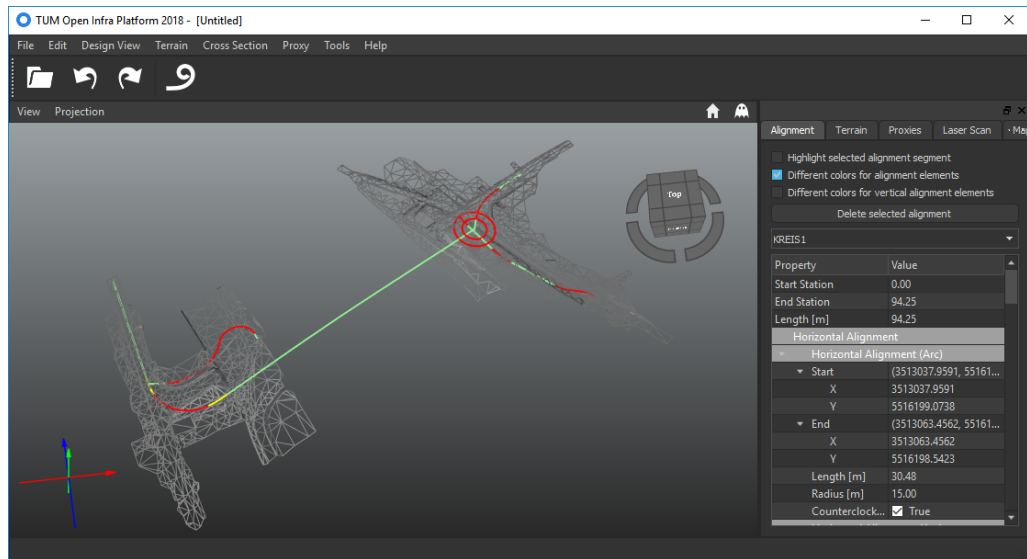 TUM Open Infra Platform 2018 - [Untitled]
File Edit Design View Terrain Cross Section Proxy Tools Help
View Projection
Alignment Terrain Proxies Laser Scan Map
Highlight selected alignment segment
Different colors for alignment elements
Different colors for vertical alignment elements
Delete selected alignment
KREIS1
Property Value
Start Station 0.00
End Station 94.25
Length [m] 94.25
Horizontal Alignment
Horizontal Alignment (Arc)
Start (3513037.9591, 55161...
X 3513037.9591
Y 5516199.0738
End (3513063.4562, 55161...
X 3513063.4562
Y 5516198.5423
Length [m] 30.48
Radius [m] 15.00
Counterclock... True
Top